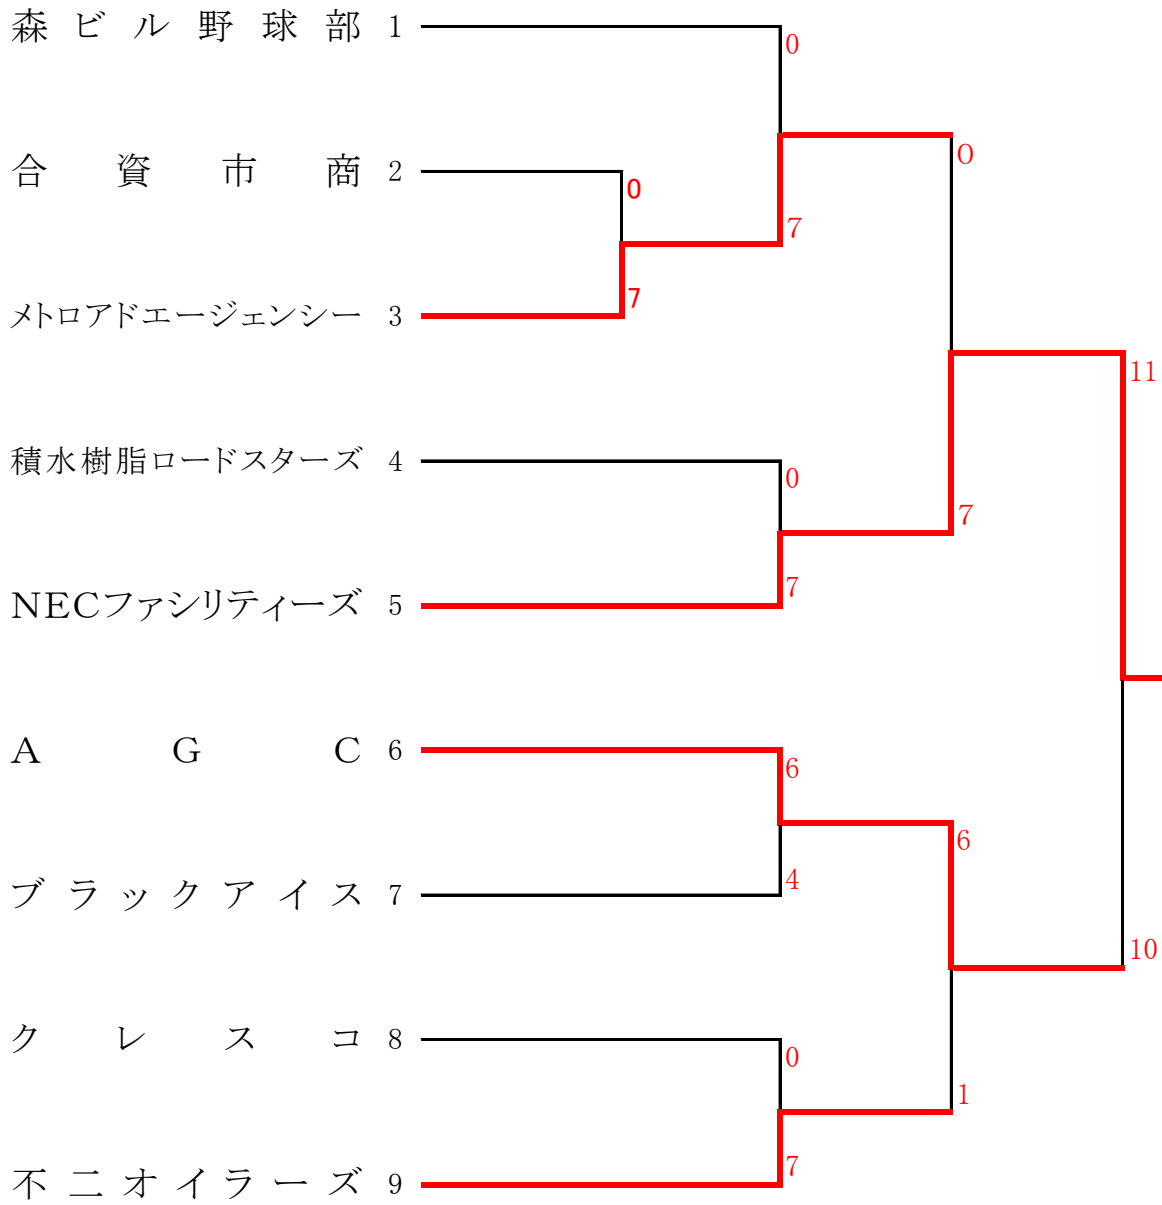 森ビル野球部 1
0
0
合資市商 2
0
7
メトロアドエージェンシー 3
7
11
積水樹脂ロードスターズ 4
0
7
NECファシリティーズ 5
7
AGC 6
6
6
ブラックアイス 7
4
10
クレスコ 8
0
1
不二オイラーズ 9
7